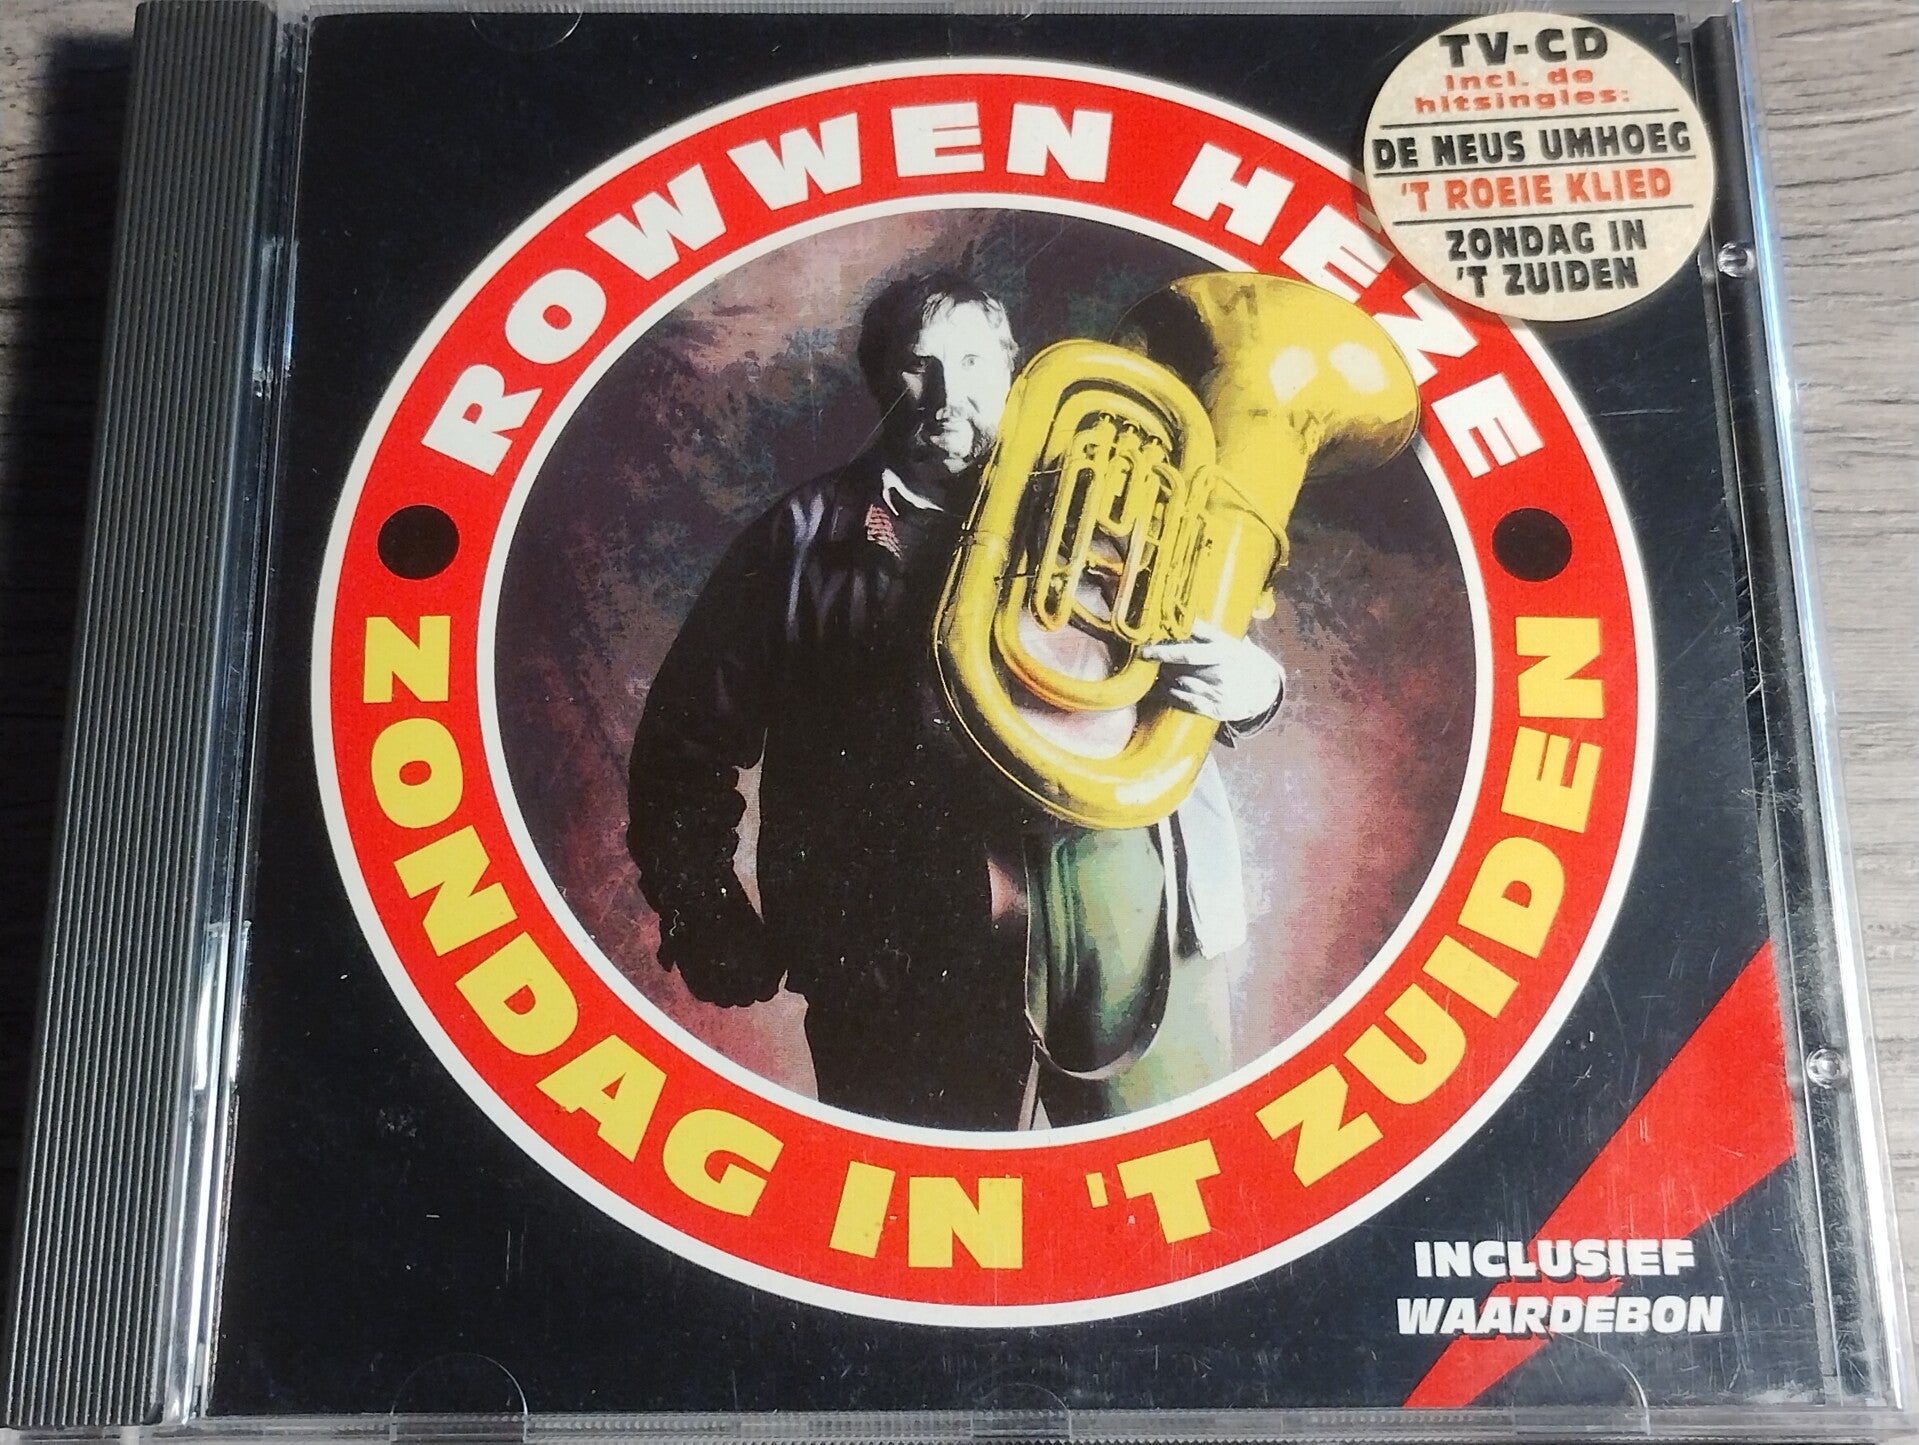 ROWWEN HEZE
ZONDAG IN 'T ZUIDEN
TV-CD
incl. de
hitsingles:
DE NEUS UMHOEG
'T ROEIE KLIED
ZONDAG IN
'T ZUIDEN
INCLUSIEF
WAARDEBON